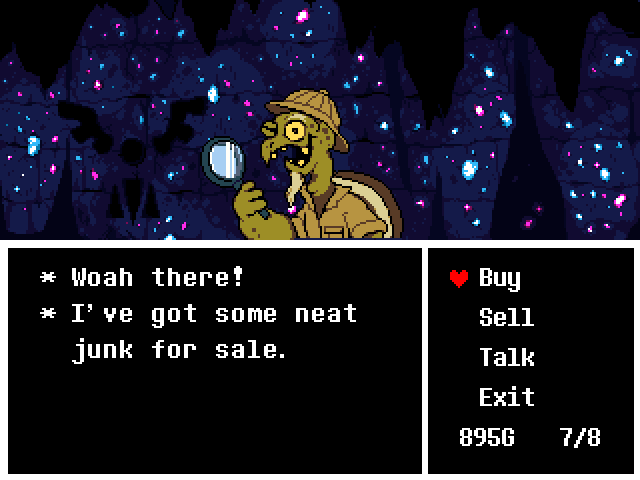 * Woah there!
* I've got some neat
junk for sale.
Buy
Sell
Talk
Exit
895G 7/8